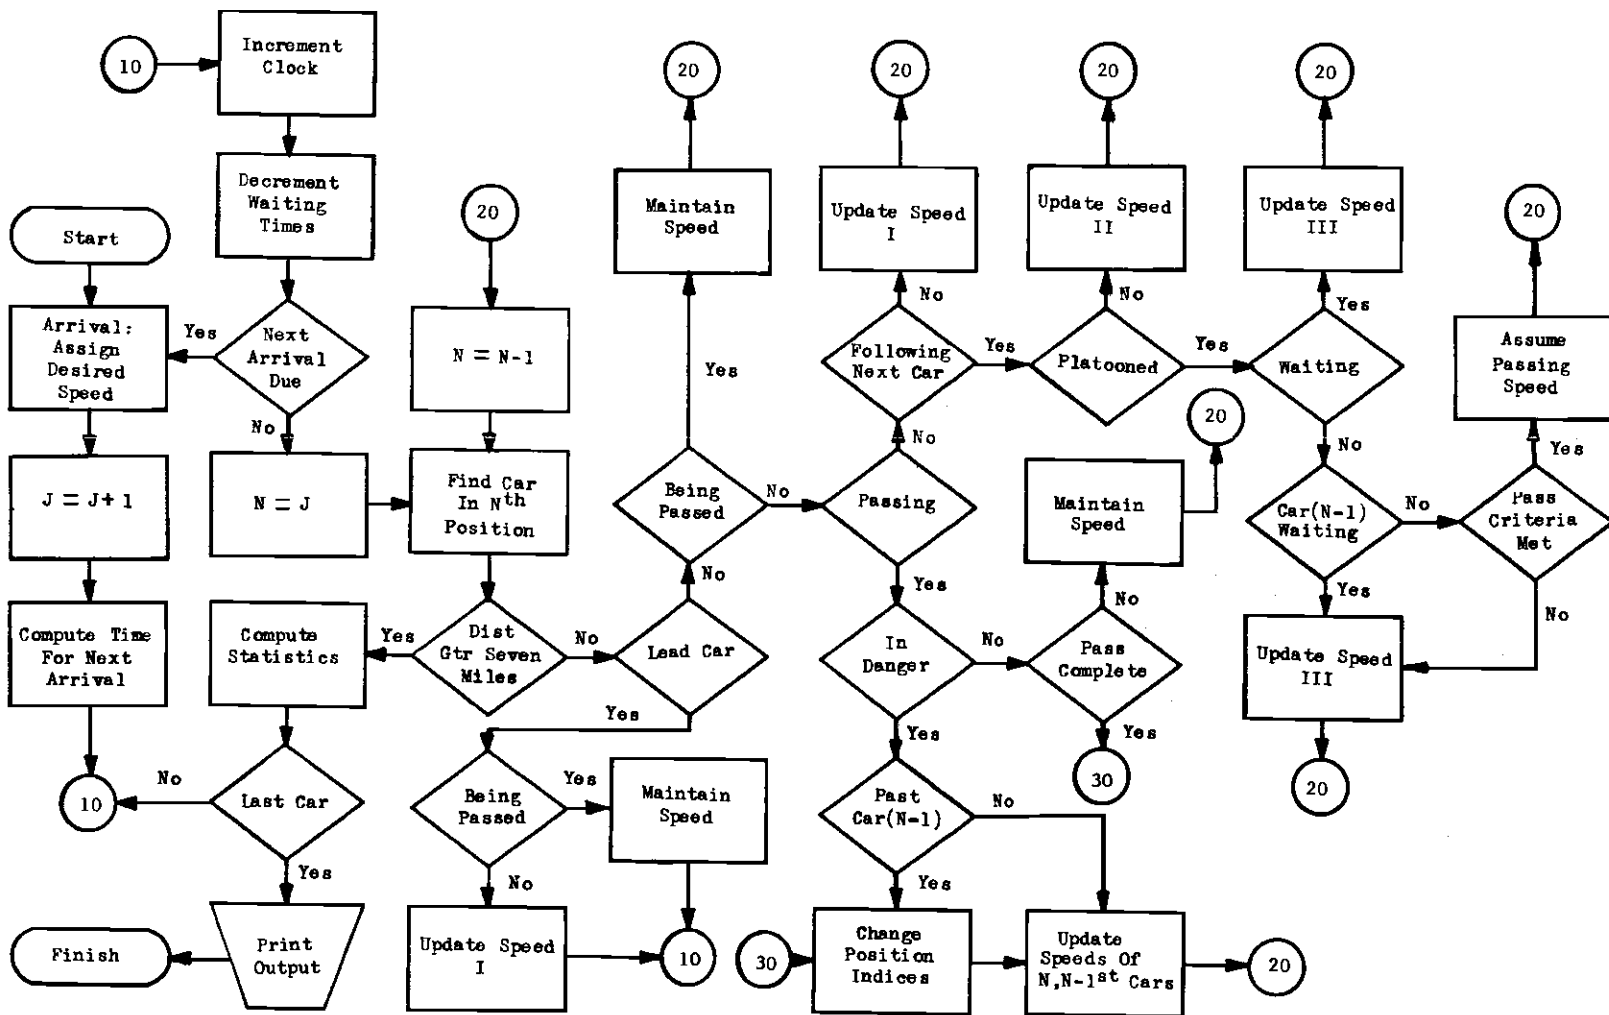 10
Increment
Clock
Decrement
Waiting
Times
Start
Arrival:
Assign
Desired
Speed
Yes
Next
Arrival
Due
No
J = J+1
N = J
Compute Time
For Next
Arrival
10
20
N = N-1
Find Car
In Nth
Position
Dist
Gtr Seven
Miles
Yes
No
Compute
Statistics
Last Car
No
Yes
Print
Output
Finish
Lead Car
No
Yes
Being
Passed
Yes
No
Maintain
Speed
Update Speed
I
10
Being
Passed
Yes
No
Maintain
Speed
20
Passing
No
Yes
Following
Next Car
No
Yes
Update Speed
I
20
Platooned
No
Yes
Update Speed
II
20
Waiting
Yes
No
Update Speed
III
20
Car(N-1)
Waiting
No
Yes
Pass
Criteria
Met
Yes
No
Assume
Passing
Speed
20
Update Speed
III
20
In
Danger
No
Yes
Pass
Complete
No
Yes
Maintain
Speed
20
30
Past
Car(N-1)
No
Yes
30
Change
Position
Indices
Update
Speeds Of
N,N-1st Cars
20